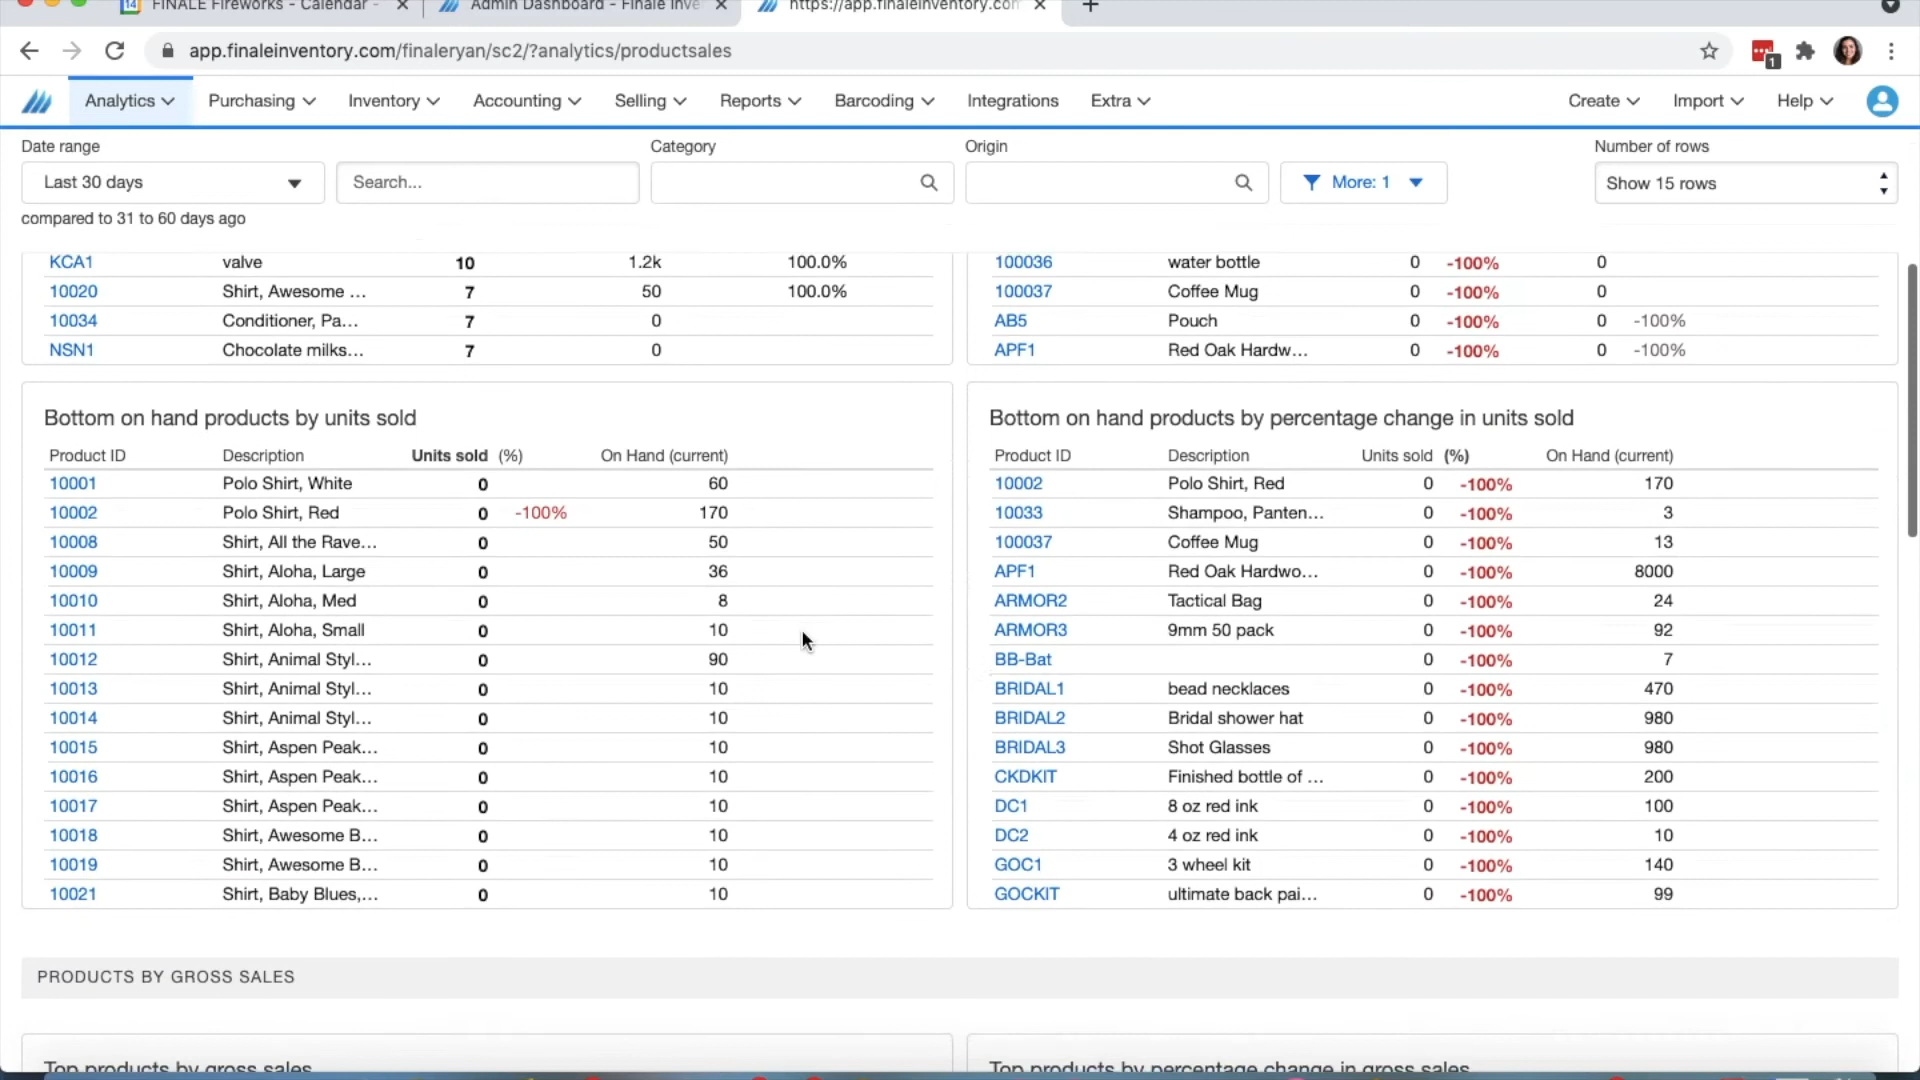 FINALE Fireworks - Calendar -
Admin Dashboard - Finale Inve
https://app.finaleinventory.com
app.finaleinventory.com/finaleryan/sc2/?analytics/productsales
1
Analytics Purchasing Inventory Accounting Selling Reports Barcoding Integrations Extra Create Import Help
Date range Category Origin Number of rows
Last 30 days Search... More: 1 Show 15 rows
compared to 31 to 60 days ago
KCA1 valve 10 1.2k 100.0%
10020 Shirt, Awesome ... 7 50 100.0%
10034 Conditioner, Pa... 7 0
NSN1 Chocolate milks... 7 0
100036 water bottle 0 -100% 0
100037 Coffee Mug 0 -100% 0
AB5 Pouch 0 -100% 0 -100%
APF1 Red Oak Hardw... 0 -100% 0 -100%
Bottom on hand products by units sold
Product ID Description Units sold (%) On Hand (current)
10001 Polo Shirt, White 0 60
10002 Polo Shirt, Red 0 -100% 170
10008 Shirt, All the Rave... 0 50
10009 Shirt, Aloha, Large 0 36
10010 Shirt, Aloha, Med 0 8
10011 Shirt, Aloha, Small 0 10
10012 Shirt, Animal Styl... 0 90
10013 Shirt, Animal Styl... 0 10
10014 Shirt, Animal Styl... 0 10
10015 Shirt, Aspen Peak... 0 10
10016 Shirt, Aspen Peak... 0 10
10017 Shirt, Aspen Peak... 0 10
10018 Shirt, Awesome B... 0 10
10019 Shirt, Awesome B... 0 10
10021 Shirt, Baby Blues,... 0 10
Bottom on hand products by percentage change in units sold
Product ID Description Units sold (%) On Hand (current)
10002 Polo Shirt, Red 0 -100% 170
10033 Shampoo, Panten... 0 -100% 3
100037 Coffee Mug 0 -100% 13
APF1 Red Oak Hardwo... 0 -100% 8000
ARMOR2 Tactical Bag 0 -100% 24
ARMOR3 9mm 50 pack 0 -100% 92
BB-Bat 0 -100% 7
BRIDAL1 bead necklaces 0 -100% 470
BRIDAL2 Bridal shower hat 0 -100% 980
BRIDAL3 Shot Glasses 0 -100% 980
CKDKIT Finished bottle of ... 0 -100% 200
DC1 8 oz red ink 0 -100% 100
DC2 4 oz red ink 0 -100% 10
GOC1 3 wheel kit 0 -100% 140
GOCKIT ultimate back pai... 0 -100% 99
PRODUCTS BY GROSS SALES
Top products by gross sales
Top products by percentage change in gross sales